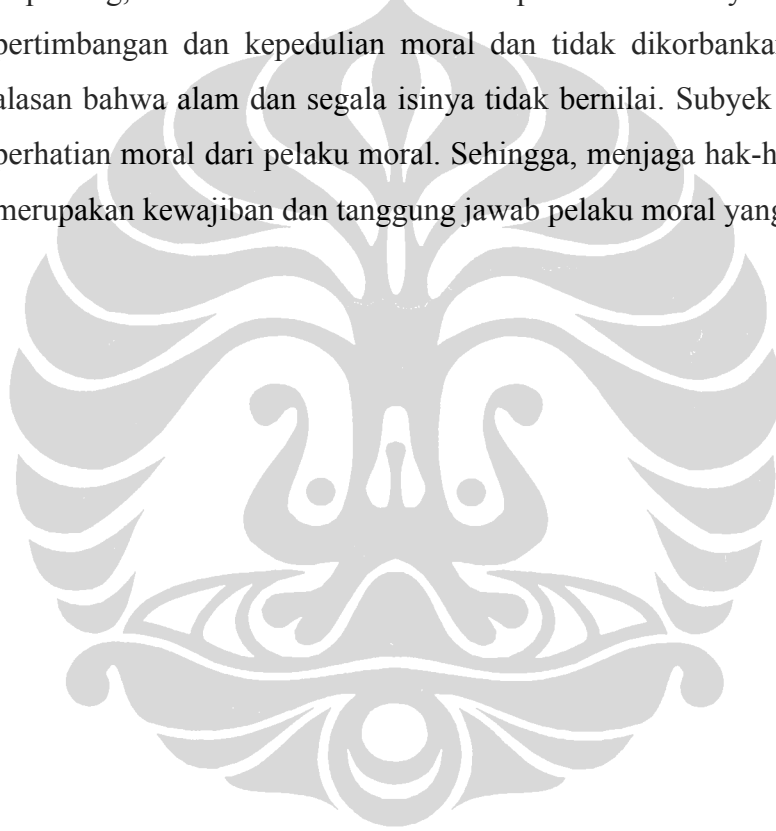 pertimbangan dan kepedulian moral dan tidak dikorbankan
alasan bahwa alam dan segala isinya tidak bernilai. Subyek
perhatian moral dari pelaku moral. Sehingga, menjaga hak-h
merupakan kewajiban dan tanggung jawab pelaku moral yang